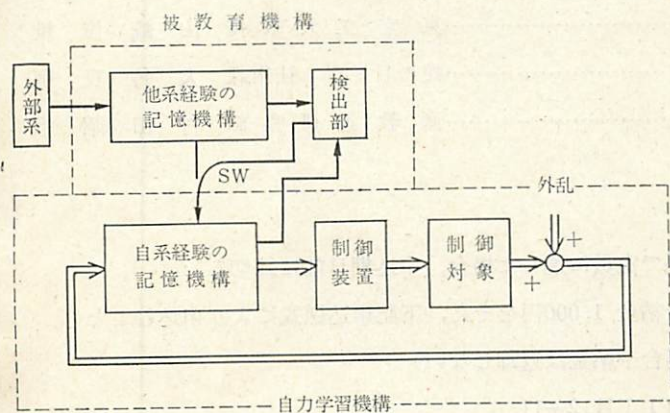 被教育機構
外部系
他系経験の
記憶機構
検出部
SW
外乱
自系経験の
記憶機構
制御
装置
制御
対象
+
+
自力学習機構